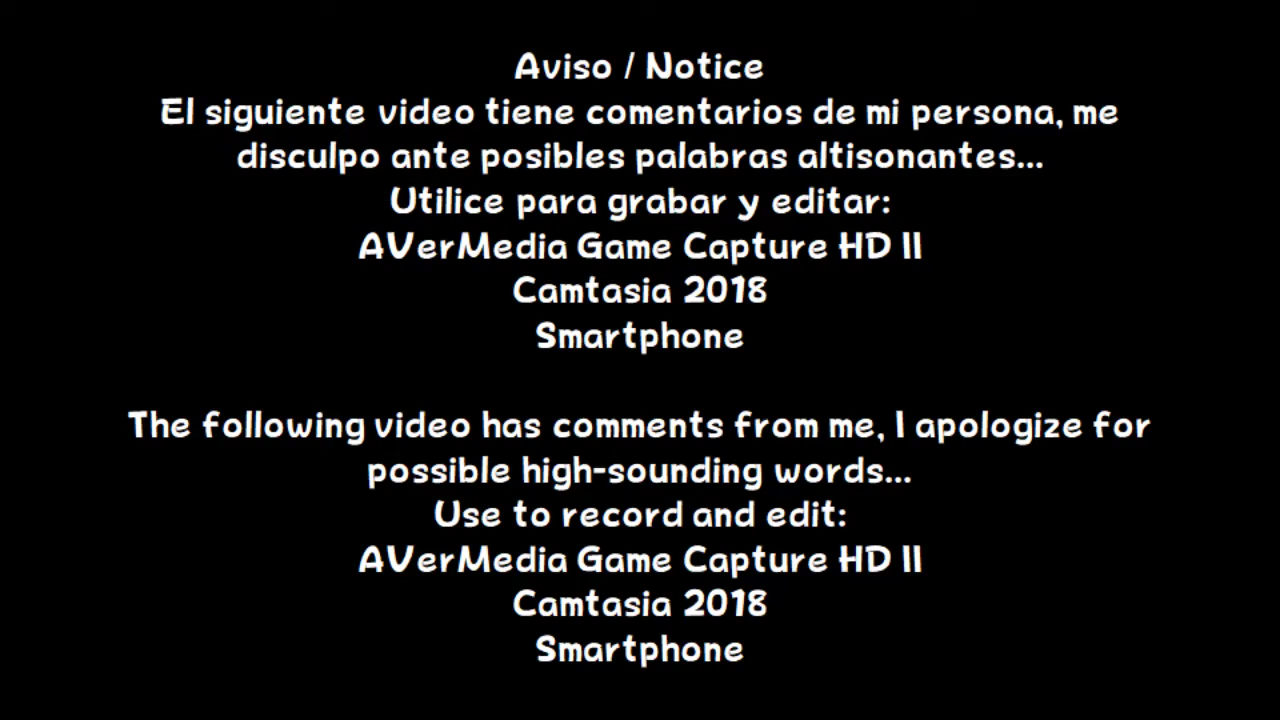 Aviso / Notice
El siguiente video tiene comentarios de mi persona, me
disculpo ante posibles palabras altisonantes...
Utilice para grabar y editar:
AVerMedia Game Capture HD II
Camtasia 2018
Smartphone
The following video has comments from me, I apologize for
possible high-sounding words...
Use to record and edit:
AVerMedia Game Capture HD II
Camtasia 2018
Smartphone